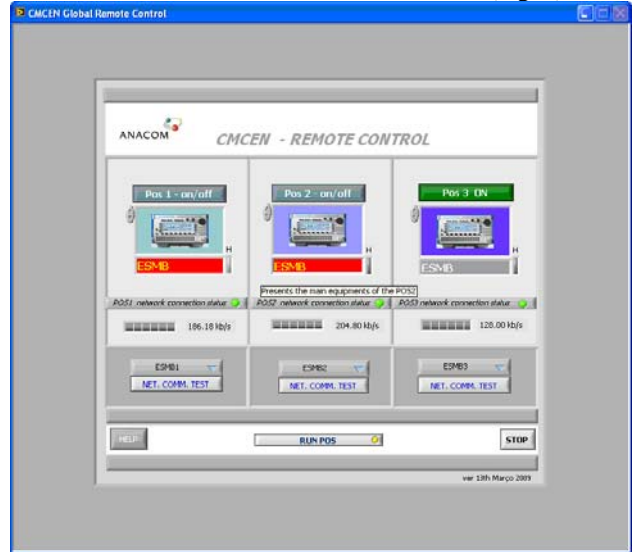 CMCEN Global Remote Control
ANACOM
CMCEN - REMOTE CONTROL
Pos 1 - on/off
Pos 2 - on/off
Pos 3 ON
H
H
H
ESMB
ESMB
ESMB
Presents the main equipments of the POS2
POS1 network connection status
POS2 network connection status
POS3 network connection status
186.18 kb/s
204.80 kb/s
128.00 kb/s
ESMB1
ESMB2
ESMB3
NET. COMM. TEST
NET. COMM. TEST
NET. COMM. TEST
HELP
RUN POS
STOP
ver 13th Março 2009